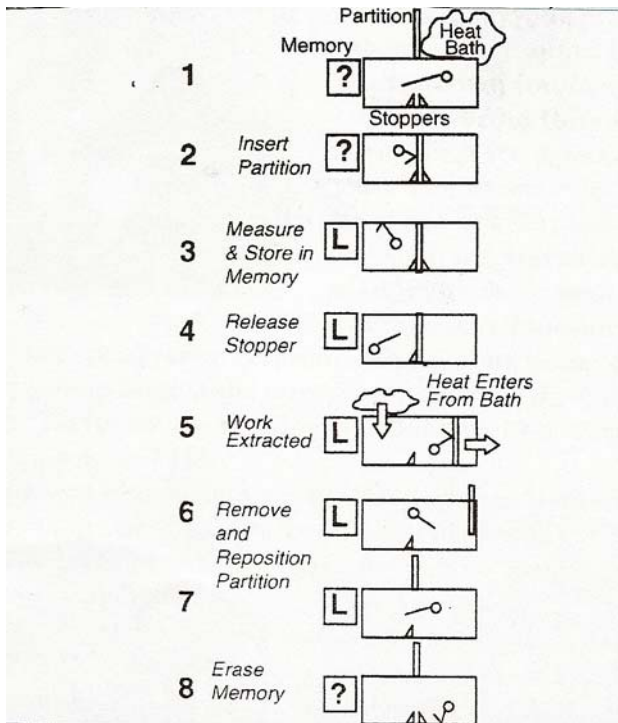 Partition
Heat
Bath
Memory
1
?
Stoppers
2
Insert
Partition
?
3
Measure
& Store in
Memory
L
4
Release
Stopper
L
Heat Enters
From Bath
5
Work
Extracted
L
6
Remove
and
Reposition
Partition
L
7
L
8
Erase
Memory
?